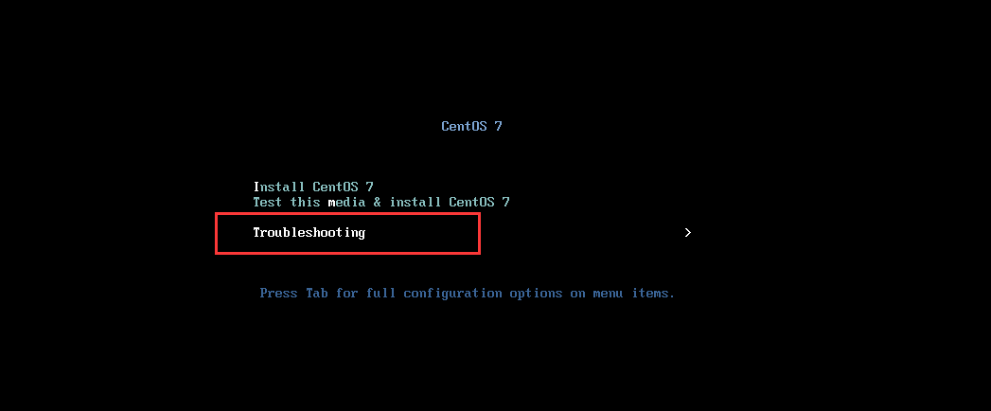 CentOS 7
Install CentOS 7
Test this media & install CentOS 7
Troubleshooting >
Press Tab for full configuration options on menu items.